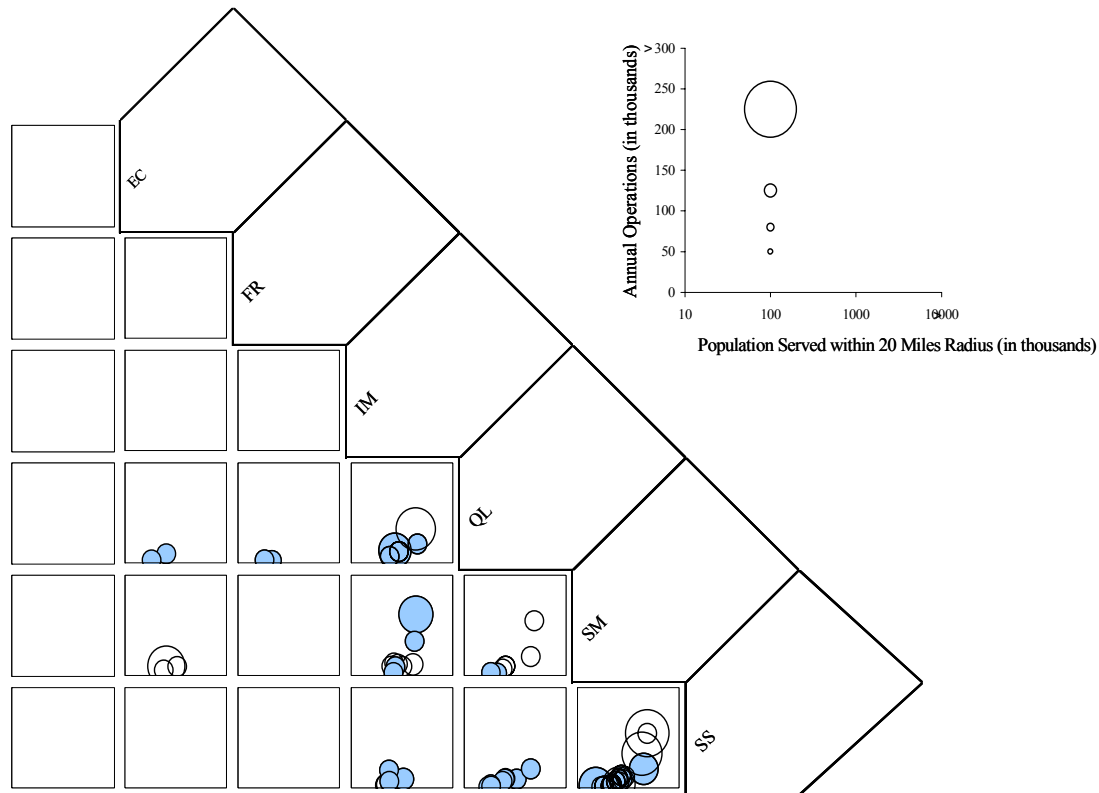 EC
FR
IM
QL
SM
SS
Annual Operations (in thousands)
>300
250
200
150
100
50
0
10
100
1000
Population Served within 20 Miles Radius (in thousands)